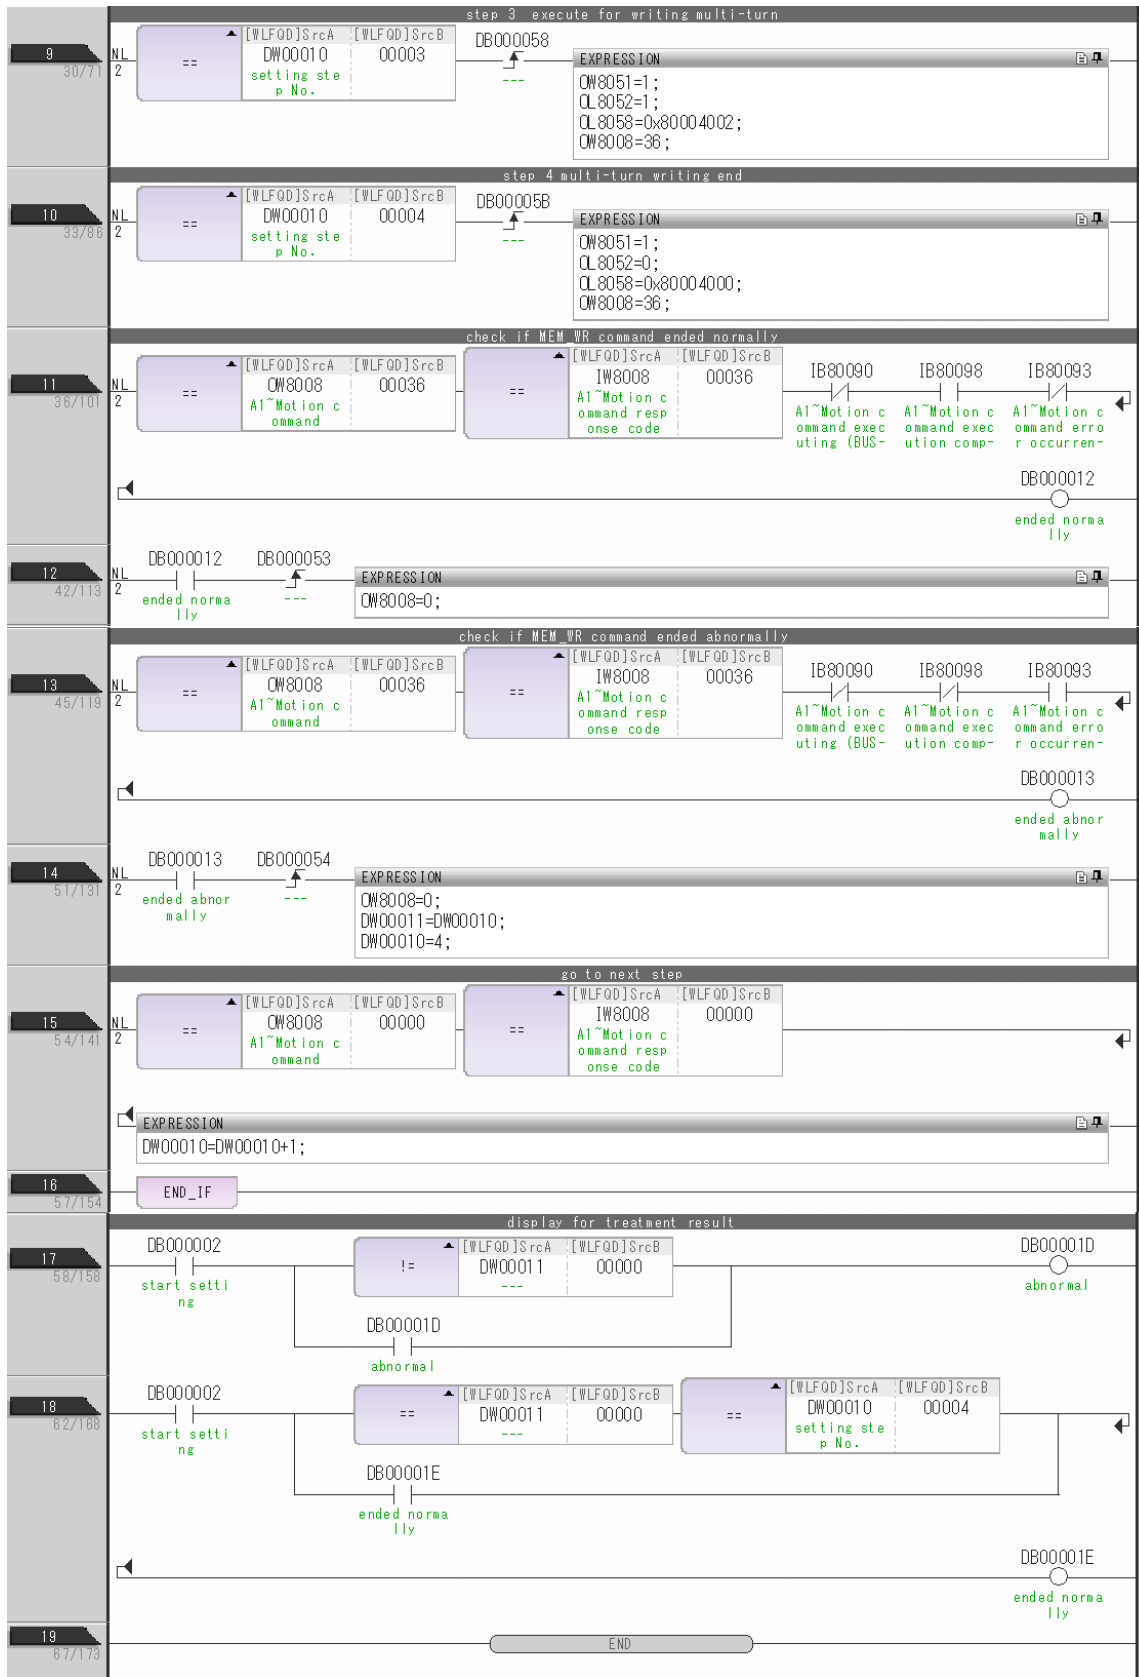 step 3 execute for writing multi-turn
9
30/71
NL
2
==
[WLFQD]SrcA [WLFQD]SrcB
DW00010 00003
setting ste
p No.
DB000058
---
EXPRESSION
OW8051=1;
OL8052=1;
OL8058=0x80004002;
OW8008=36;
step 4 multi-turn writing end
10
33/86
NL
2
==
[WLFQD]SrcA [WLFQD]SrcB
DW00010 00004
setting ste
p No.
DB00005B
---
EXPRESSION
OW8051=1;
OL8052=0;
OL8058=0x80004000;
OW8008=36;
check if MEM_WR command ended normally
11
36/101
NL
2
==
[WLFQD]SrcA [WLFQD]SrcB
OW8008 00036
A1~Motion c
ommand
==
[WLFQD]SrcA [WLFQD]SrcB
IW8008 00036
A1~Motion c
ommand resp
onse code
IB80090
A1~Motion c
ommand exec
uting (BUS-
IB80098
A1~Motion c
ommand exec
ution comp-
IB80093
A1~Motion c
ommand erro
r occurren-
DB000012
ended norma
lly
12
42/113
NL
2
DB000012
ended norma
lly
DB000053
---
EXPRESSION
OW8008=0;
check if MEM_WR command ended abnormally
13
45/119
NL
2
==
[WLFQD]SrcA [WLFQD]SrcB
OW8008 00036
A1~Motion c
ommand
==
[WLFQD]SrcA [WLFQD]SrcB
IW8008 00036
A1~Motion c
ommand resp
onse code
IB80090
A1~Motion c
ommand exec
uting (BUS-
IB80098
A1~Motion c
ommand exec
ution comp-
IB80093
A1~Motion c
ommand erro
r occurren-
DB000013
ended abnor
mally
14
51/131
NL
2
DB000013
ended abnor
mally
DB000054
---
EXPRESSION
OW8008=0;
DW00011=DW00010;
DW00010=4;
go to next step
15
54/141
NL
2
==
[WLFQD]SrcA [WLFQD]SrcB
OW8008 00000
A1~Motion c
ommand
==
[WLFQD]SrcA [WLFQD]SrcB
IW8008 00000
A1~Motion c
ommand resp
onse code
EXPRESSION
DW00010=DW00010+1;
16
57/154
END_IF
display for treatment result
17
58/158
DB000002
start setti
ng
!=
[WLFQD]SrcA [WLFQD]SrcB
DW00011 00000
---
DB00001D
abnormal
DB00001D
abnormal
18
62/168
DB000002
start setti
ng
==
[WLFQD]SrcA [WLFQD]SrcB
DW00011 00000
---
==
[WLFQD]SrcA [WLFQD]SrcB
DW00010 00004
setting ste
p No.
DB00001E
ended norma
lly
DB00001E
ended norma
lly
19
67/173
END